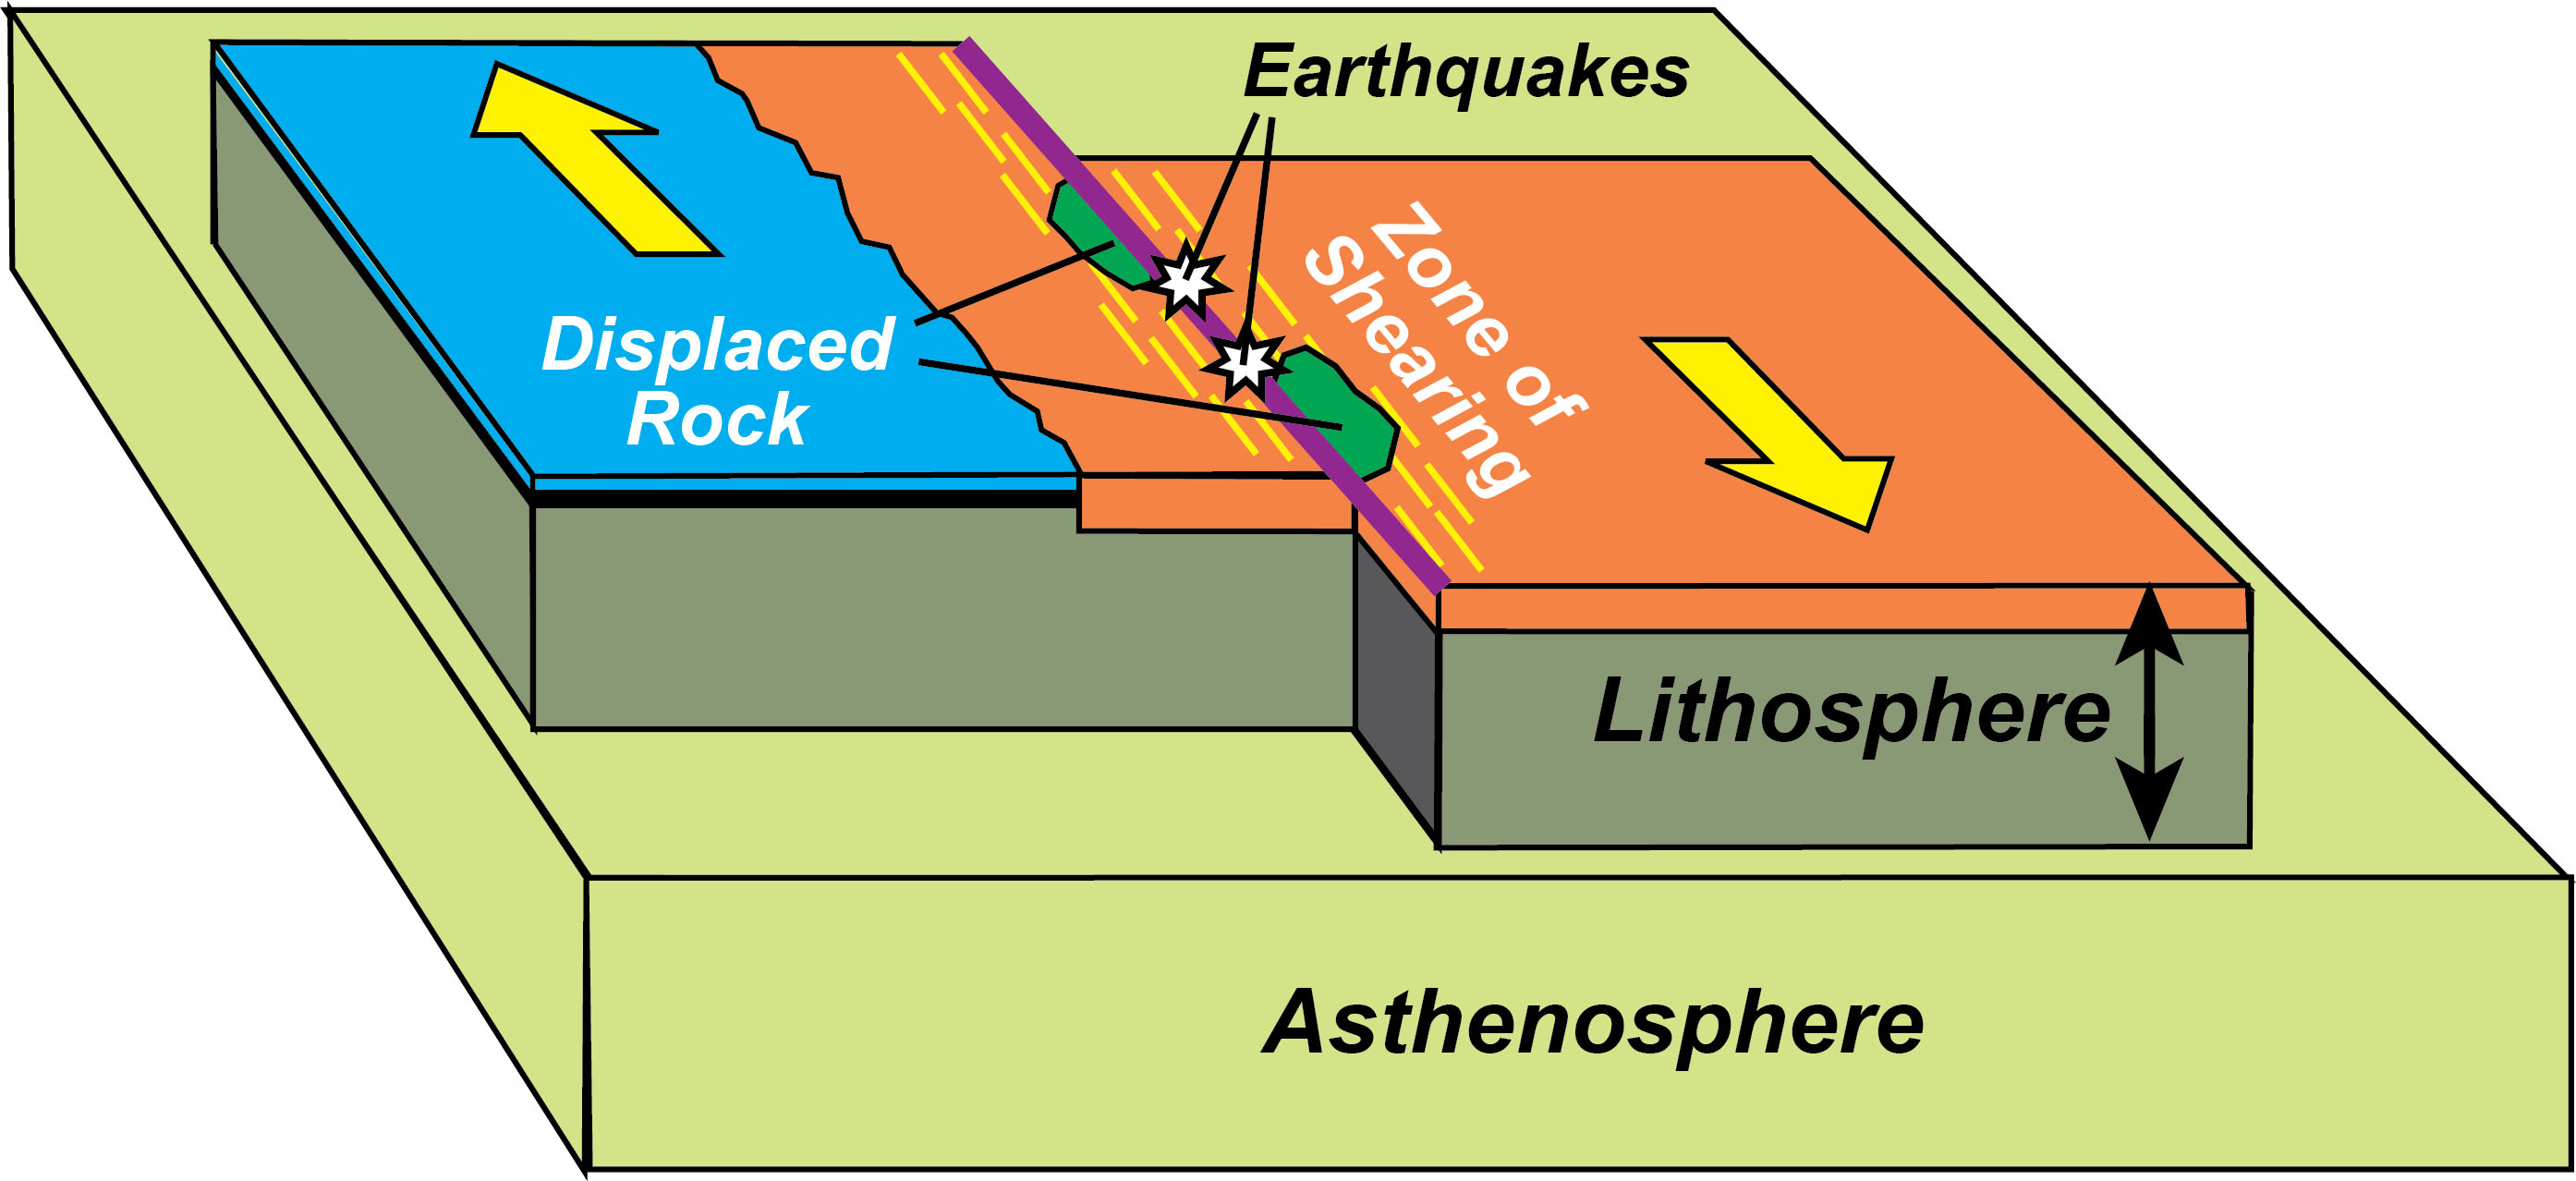 Earthquakes
Zone of
Shearing
Displaced
Rock
Lithosphere
Asthenosphere